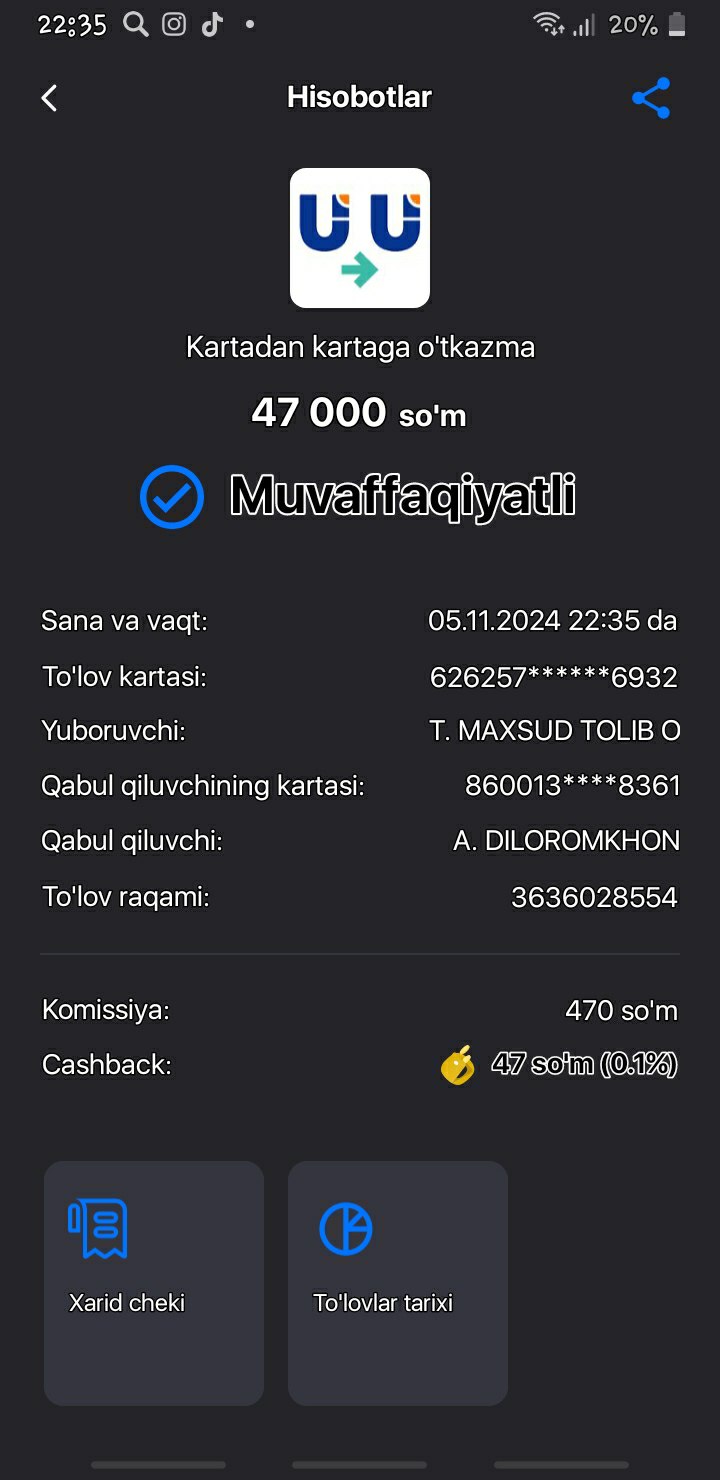 22:35
20%
Hisobotlar
Kartadan kartaga o'tkazma
47 000 so'm
Muvaffaqiyatli
Sana va vaqt: 05.11.2024 22:35 da
To'lov kartasi: 626257******6932
Yuboruvchi: T. MAXSUD TOLIB O
Qabul qiluvchining kartasi: 860013****8361
Qabul qiluvchi: A. DILOROMKHON
To'lov raqami: 3636028554
Komissiya: 470 so'm
Cashback: 47 so'm (0.1%)
Xarid cheki
To'lovlar tarixi